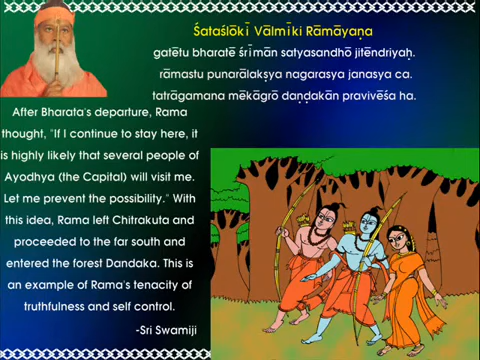 Śataślōkī Vālmīki Rāmāyaṇa
gatētu bharatē śrīmān satyasandhō jitēndriyaḥ.
rāmastu punarālakṣya nagarasya janasya ca.
tatrāgamana mēkāgrō daṇḍakān pravivēśa ha.
After Bharata's departure, Rama
thought, "If I continue to stay here, it
is highly likely that several people of
Ayodhya (the Capital) will visit me.
Let me prevent the possibility." With
this idea, Rama left Chitrakuta and
proceeded to the far south and
entered the forest Dandaka. This is
an example of Rama's tenacity of
truthfulness and self control.
-Sri Swamiji